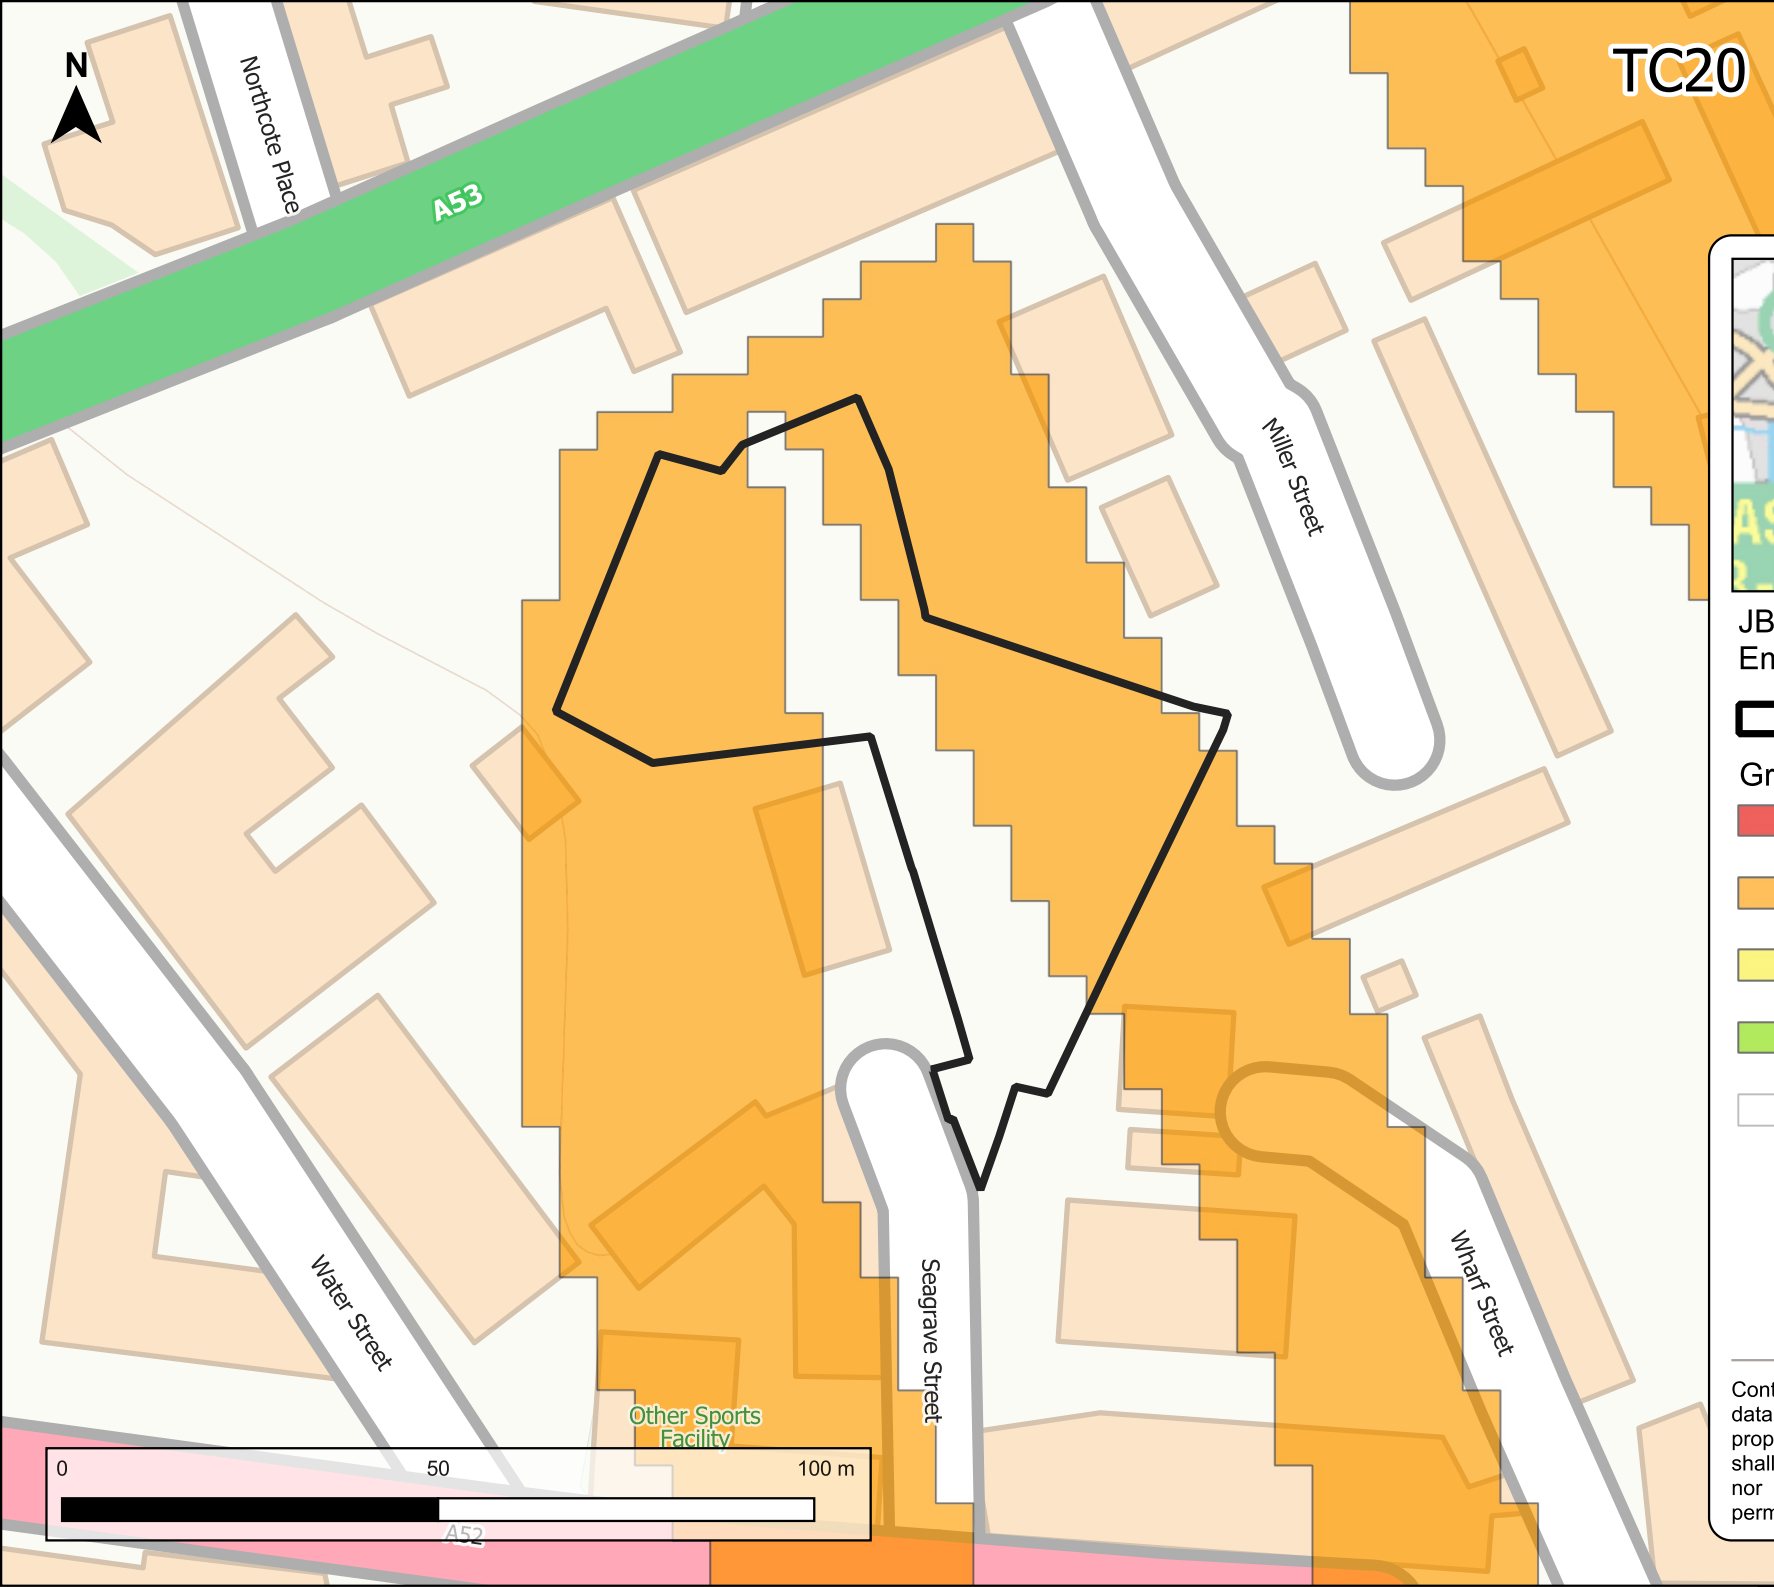 N
TC20
Northcote Place
A53
Miller Street
AS
JB
En
Gr
Water Street
Seagrave Street
Wharf Street
Other Sports
Facility
0 50 100 m
A52
Cont
data
prop
shall
nor
perm